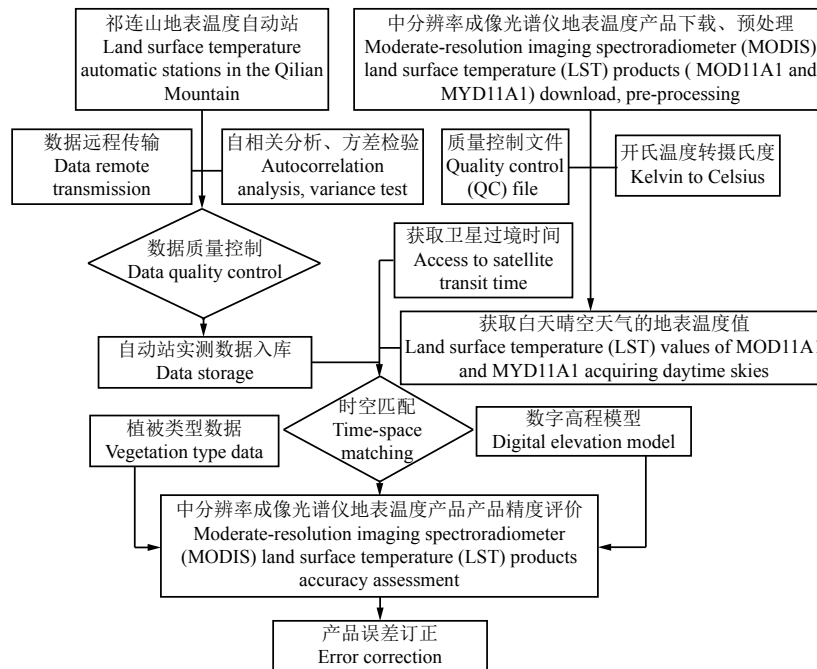 祁连山地表温度自动站
Land surface temperature
automatic stations in the Qilian
Mountain
中分辨率成像光谱仪地表温度产品下载、预处理
Moderate-resolution imaging spectroradiometer (MODIS)
land surface temperature (LST) products ( MOD11A1 and
MYD11A1) download, pre-processing
数据远程传输
Data remote
transmission
自相关分析、方差检验
Autocorrelation
analysis, variance test
质量控制文件
Quality control
(QC) file
开氏温度转摄氏度
Kelvin to Celsius
数据质量控制
Data quality control
获取卫星过境时间
Access to satellite
transit time
自动站实测数据入库
Data storage
获取白天晴空天气的地表温度值
Land surface temperature (LST) values of MOD11A1
and MYD11A1 acquiring daytime skies
植被类型数据
Vegetation type data
时空匹配
Time-space
matching
数字高程模型
Digital elevation model
中分辨率成像光谱仪地表温度产品产品精度评价
Moderate-resolution imaging spectroradiometer
(MODIS) land surface temperature (LST) products
accuracy assessment
产品误差订正
Error correction